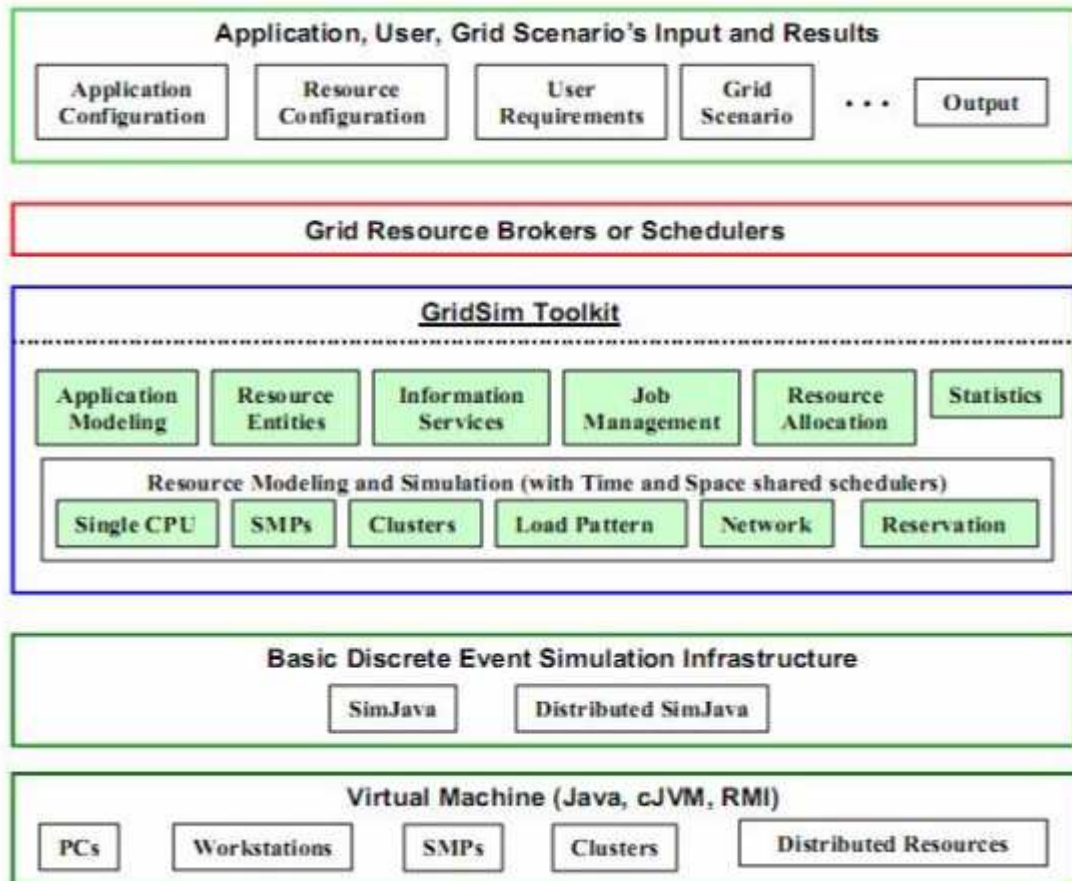 Application, User, Grid Scenario's Input and Results
Application
Configuration
Resource
Configuration
User
Requirements
Grid
Scenario
. . .
Output
Grid Resource Brokers or Schedulers
GridSim Toolkit
Application
Modeling
Resource
Entities
Information
Services
Job
Management
Resource
Allocation
Statistics
Resource Modeling and Simulation (with Time and Space shared schedulers)
Single CPU
SMPs
Clusters
Load Pattern
Network
Reservation
Basic Discrete Event Simulation Infrastructure
SimJava
Distributed SimJava
Virtual Machine (Java, cJVM, RMI)
PCs
Workstations
SMPs
Clusters
Distributed Resources